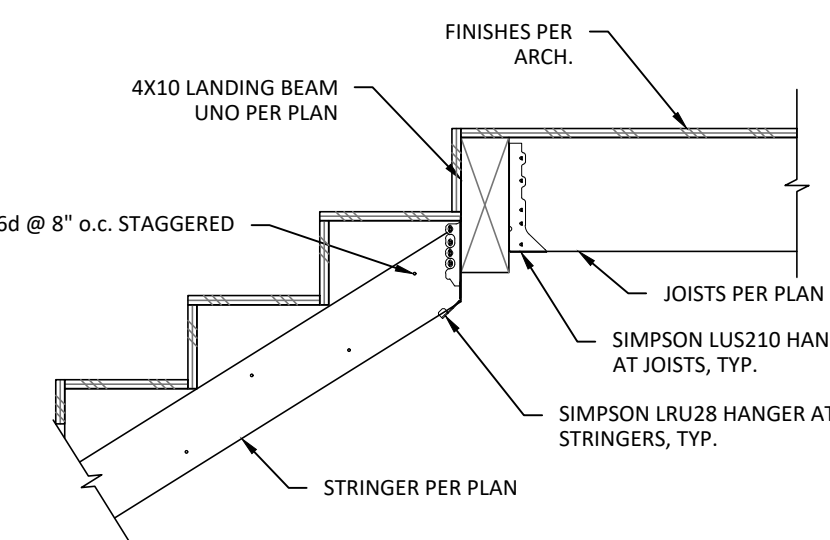 FINISHES PER
ARCH.
4X10 LANDING BEAM
UNO PER PLAN
6d @ 8" o.c. STAGGERED
JOISTS PER PLAN
SIMPSON LUS210 HAN
AT JOISTS, TYP.
SIMPSON LRU28 HANGER AT
STRINGERS, TYP.
STRINGER PER PLAN